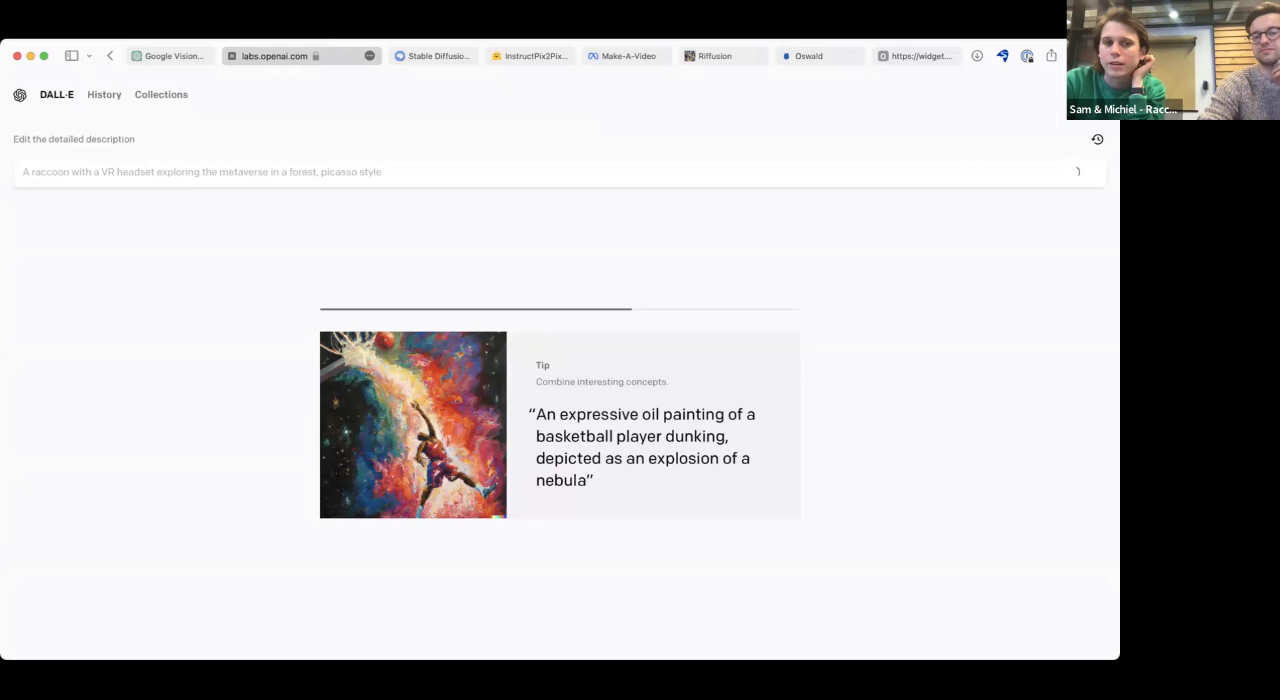 Google Vision...
labs.openai.com
Stable Diffusio...
InstructPix2Pix...
Make-A-Video
Riffusion
Oswald
https://widget....
Sam & Michiel - Racc...
DALL·E
History
Collections
Edit the detailed description
A raccoon with a VR headset exploring the metaverse in a forest, picasso style
Tip
Combine interesting concepts.
“An expressive oil painting of a
basketball player dunking,
depicted as an explosion of a
nebula”